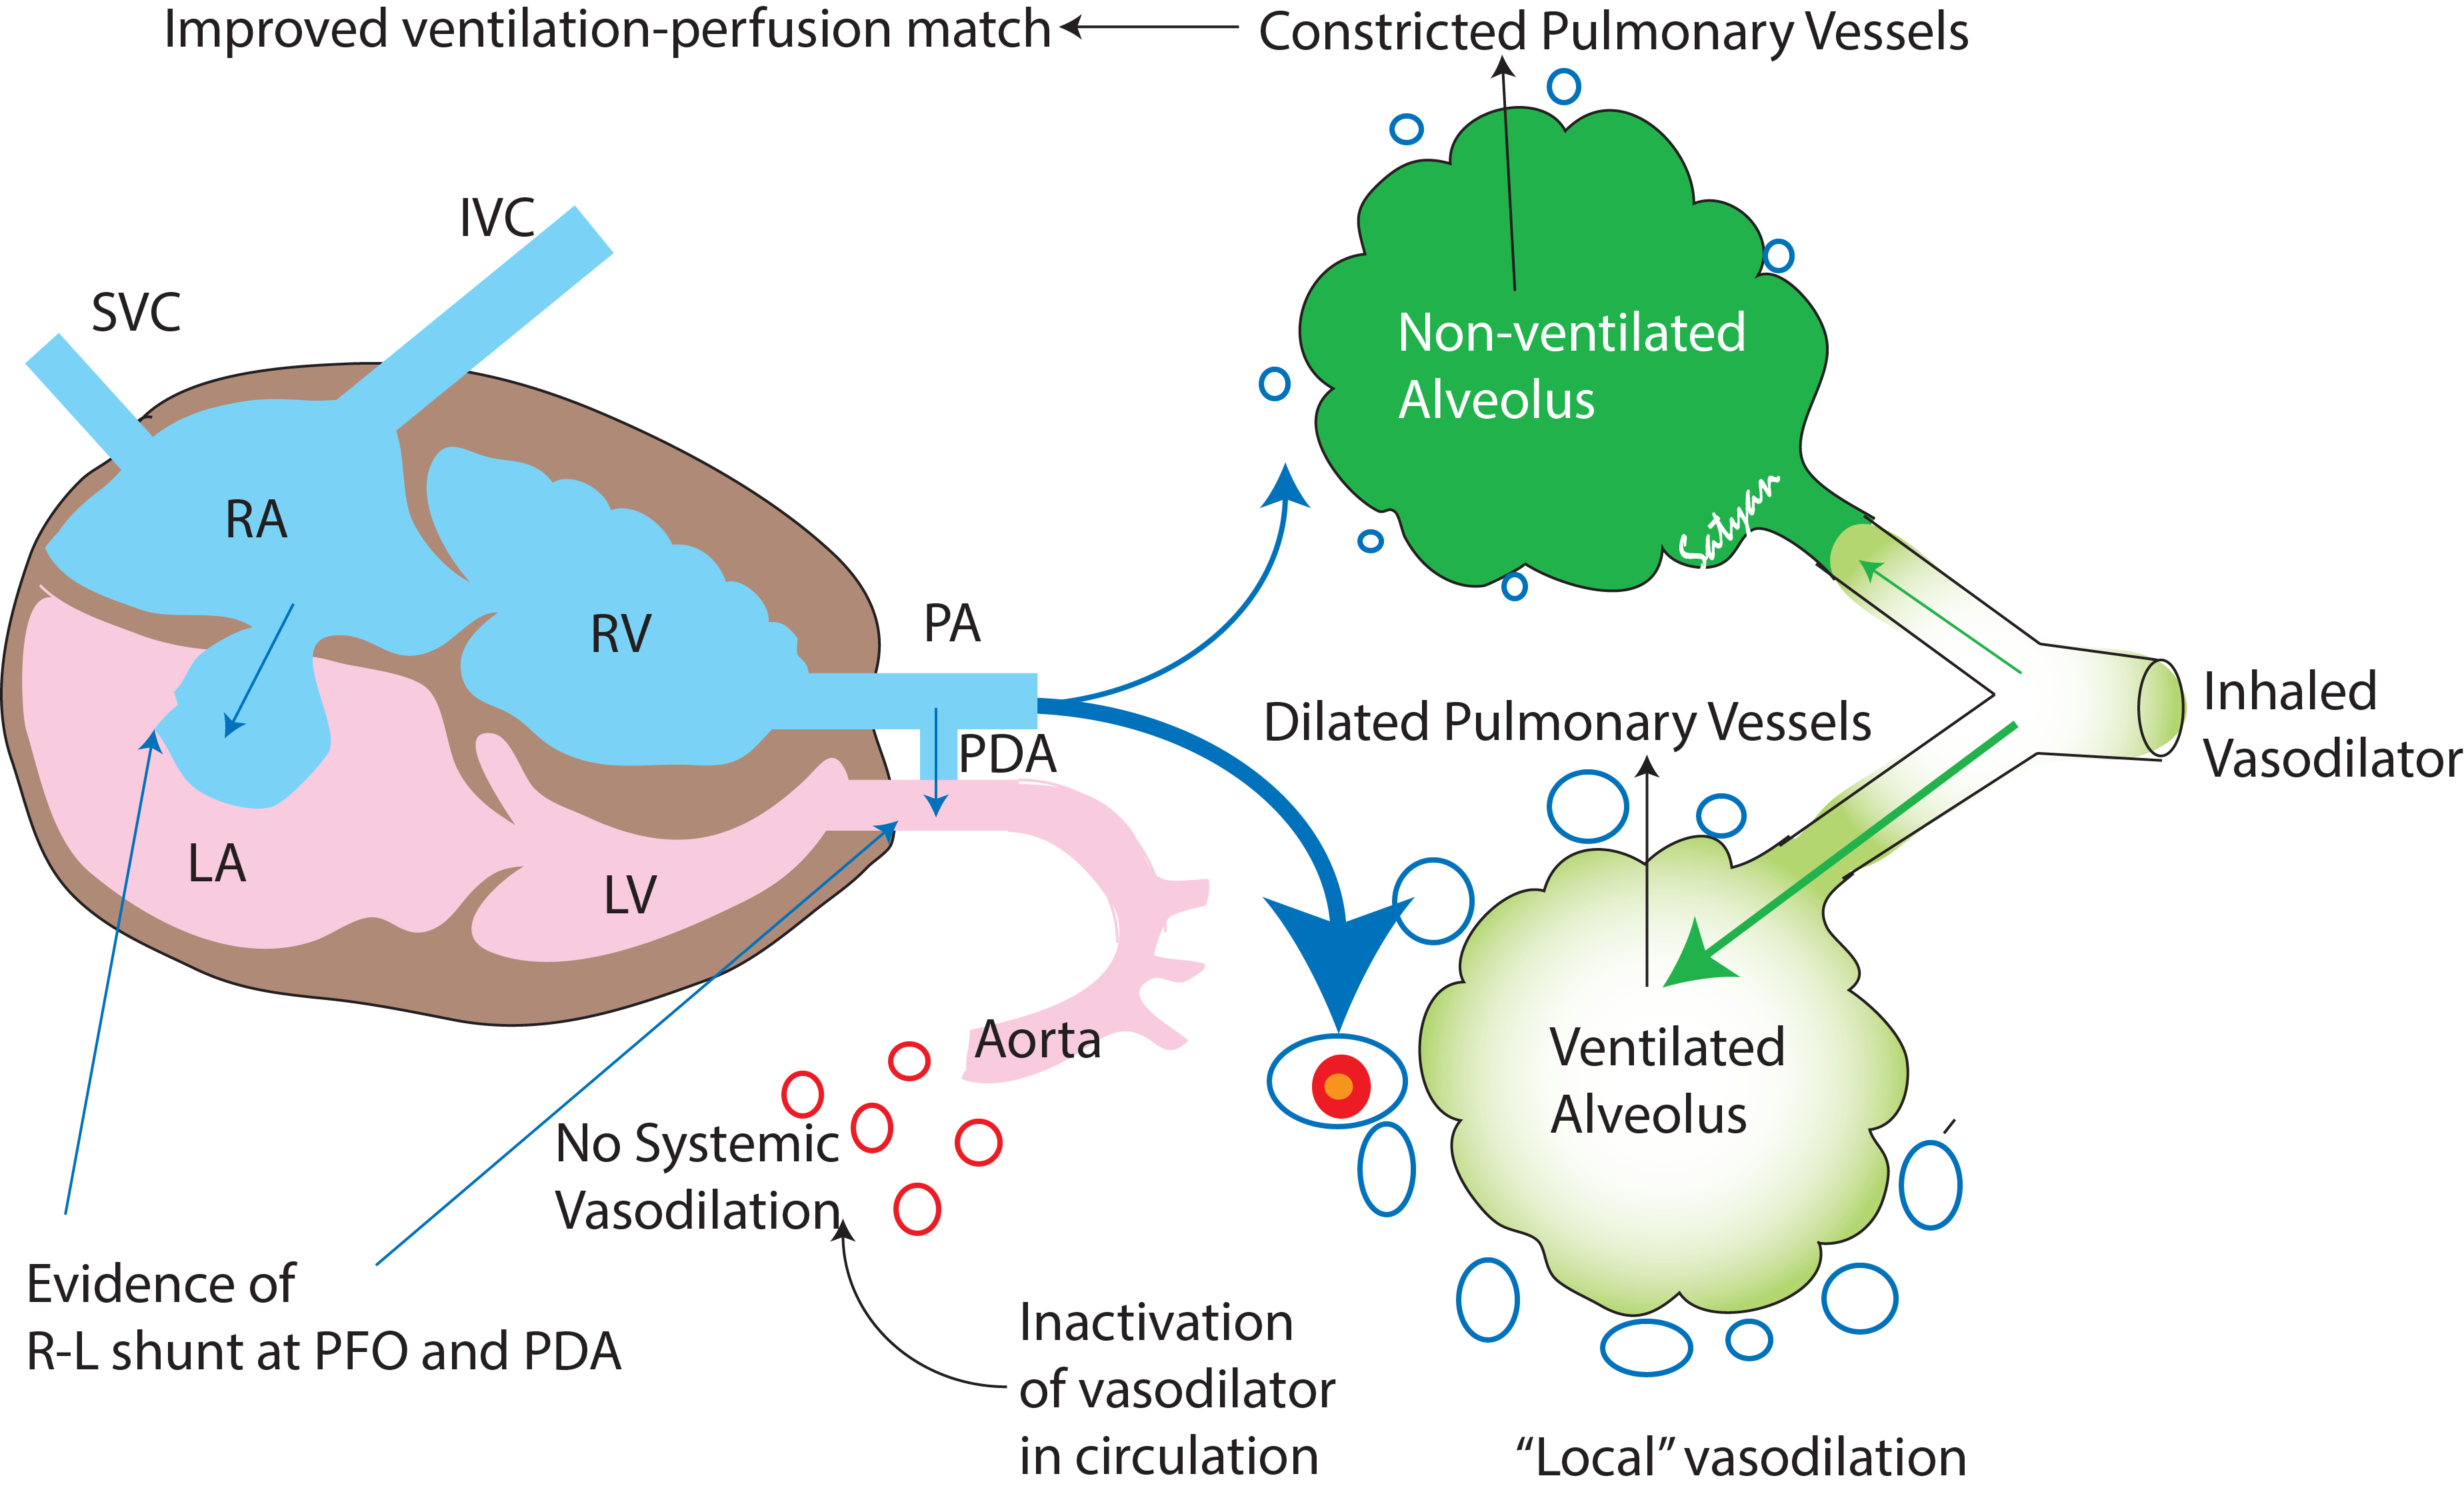 Improved ventilation-perfusion match
Constricted Pulmonary Vessels
IVC
SVC
Non-ventilated
Alveolus
RA
Satyan
RV
PA
Inhaled
Vasodilator
Dilated Pulmonary Vessels
PDA
LA
LV
Aorta
Ventilated
Alveolus
No Systemic
Vasodilation
Evidence of
R-L shunt at PFO and PDA
Inactivation
of vasodilator
in circulation
“Local” vasodilation